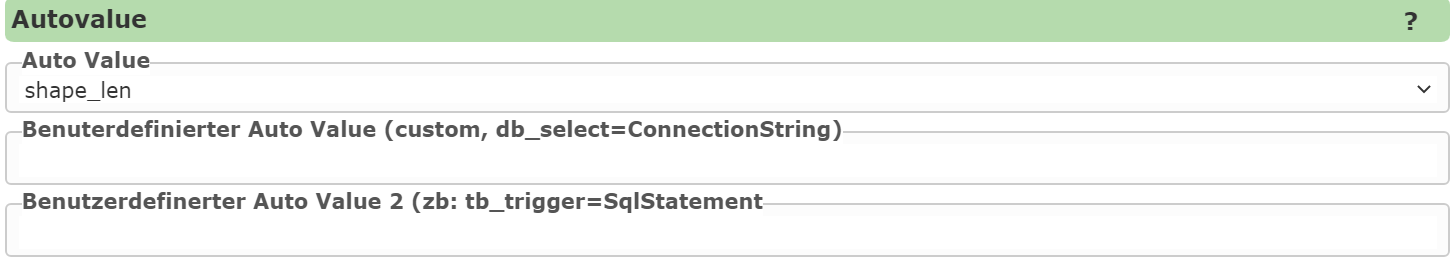 Autovalue ?
Auto Value
shape_len
Benuterdefinierter Auto Value (custom, db_select=ConnectionString)
Benutzerdefinerter Auto Value 2 (zb: tb_trigger=SqlStatement